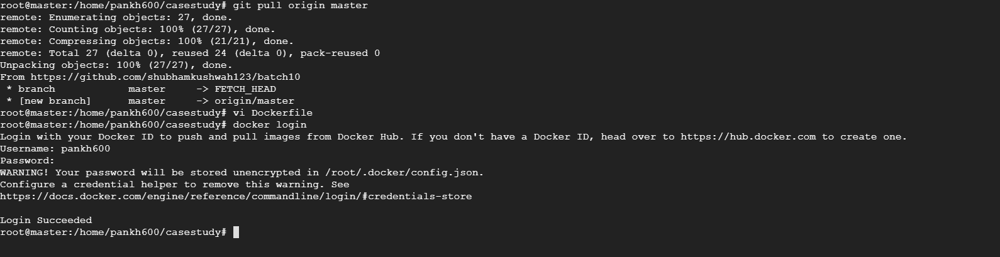 root@master:/home/pankh600/casestudy# git pull origin master
remote: Enumerating objects: 27, done.
remote: Counting objects: 100% (27/27), done.
remote: Compressing objects: 100% (21/21), done.
remote: Total 27 (delta 0), reused 24 (delta 0), pack-reused 0
Unpacking objects: 100% (27/27), done.
From https://github.com/shubhamkushwah123/batch10
 * branch            master     -> FETCH_HEAD
 * [new branch]      master     -> origin/master
root@master:/home/pankh600/casestudy# vi Dockerfile
root@master:/home/pankh600/casestudy# docker login
Login with your Docker ID to push and pull images from Docker Hub. If you don't have a Docker ID, head over to https://hub.docker.com to create one.
Username: pankh600
Password:
WARNING! Your password will be stored unencrypted in /root/.docker/config.json.
Configure a credential helper to remove this warning. See
https://docs.docker.com/engine/reference/commandline/login/#credentials-store
Login Succeeded
root@master:/home/pankh600/casestudy#